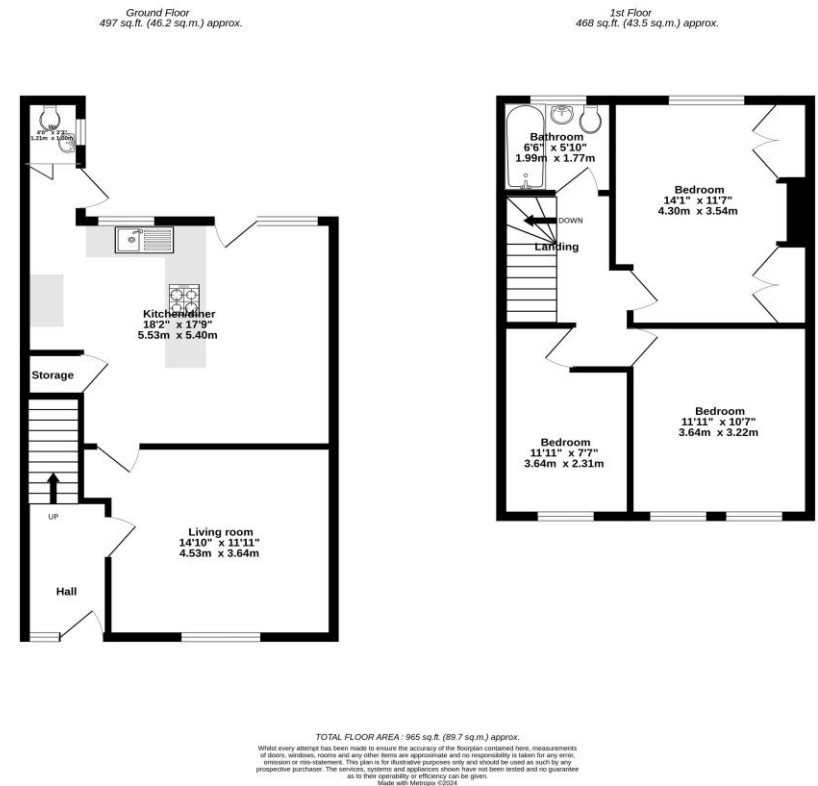 Ground Floor
497 sq.ft. (46.2 sq.m.) approx.
1st Floor
468 sq.ft. (43.5 sq.m.) approx.
4'0" x 3'3"
1.21m x 1.00m
Kitchen/diner
18'2" x 17'9"
5.53m x 5.40m
Storage
UP
Living room
14'10" x 11'11"
4.53m x 3.64m
Hall
Bathroom
6'6" x 5'10"
1.99m x 1.77m
Bedroom
14'1" x 11'7"
4.30m x 3.54m
DOWN
Landing
Bedroom
11'11" x 10'7"
3.64m x 3.22m
Bedroom
11'11" x 7'7"
3.64m x 2.31m
TOTAL FLOOR AREA : 965 sq.ft. (89.7 sq.m.) approx.
Whilst every attempt has been made to ensure the accuracy of the floorplan contained here, measurements
of doors, windows, rooms and any other items are approximate and no responsibility is taken for any error,
omission or mis-statement. This plan is for illustrative purposes only and should be used as such by any
prospective purchaser. The services, systems and appliances shown have not been tested and no guarantee
as to their operability or efficiency can be given.
Made with Metropix ©2024